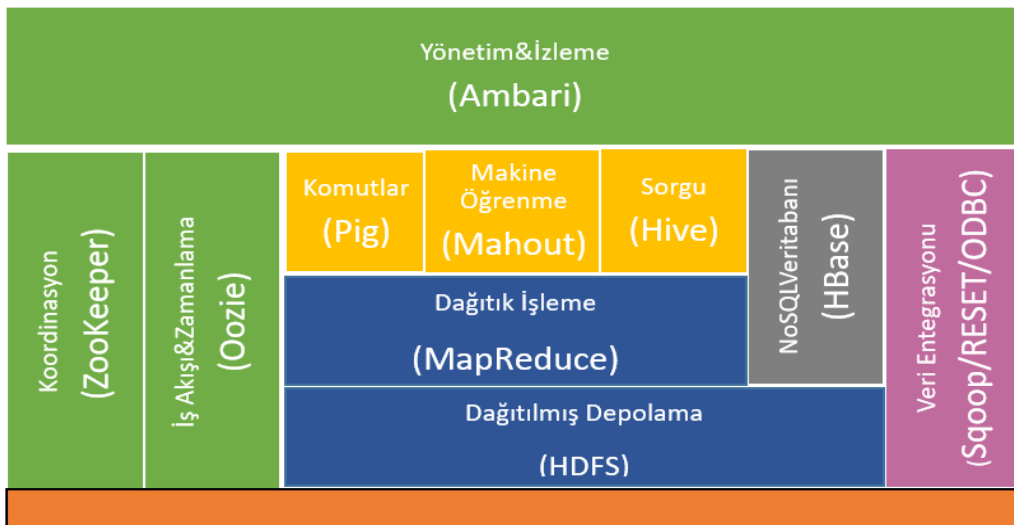 Yönetim&İzleme
(Ambari)
Koordinasyon
(ZooKeeper)
İş Akışı&Zamanlama
(Oozie)
Komutlar
(Pig)
Makine
Öğrenme
(Mahout)
Sorgu
(Hive)
NoSQLVeritabanı
(HBase)
Veri Entegrasyonu
(Sqoop/RESET/ODBC)
Dağıtık İşleme
(MapReduce)
Dağıtılmış Depolama
(HDFS)